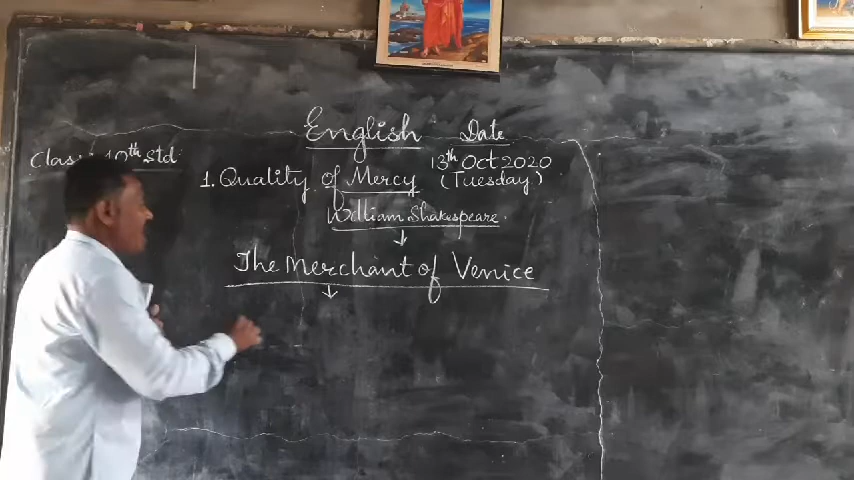 English Date
Class: 10th Std
13th Oct 2020
1. Quality of Mercy (Tuesday)
William Shakespeare.
The Merchant of Venice